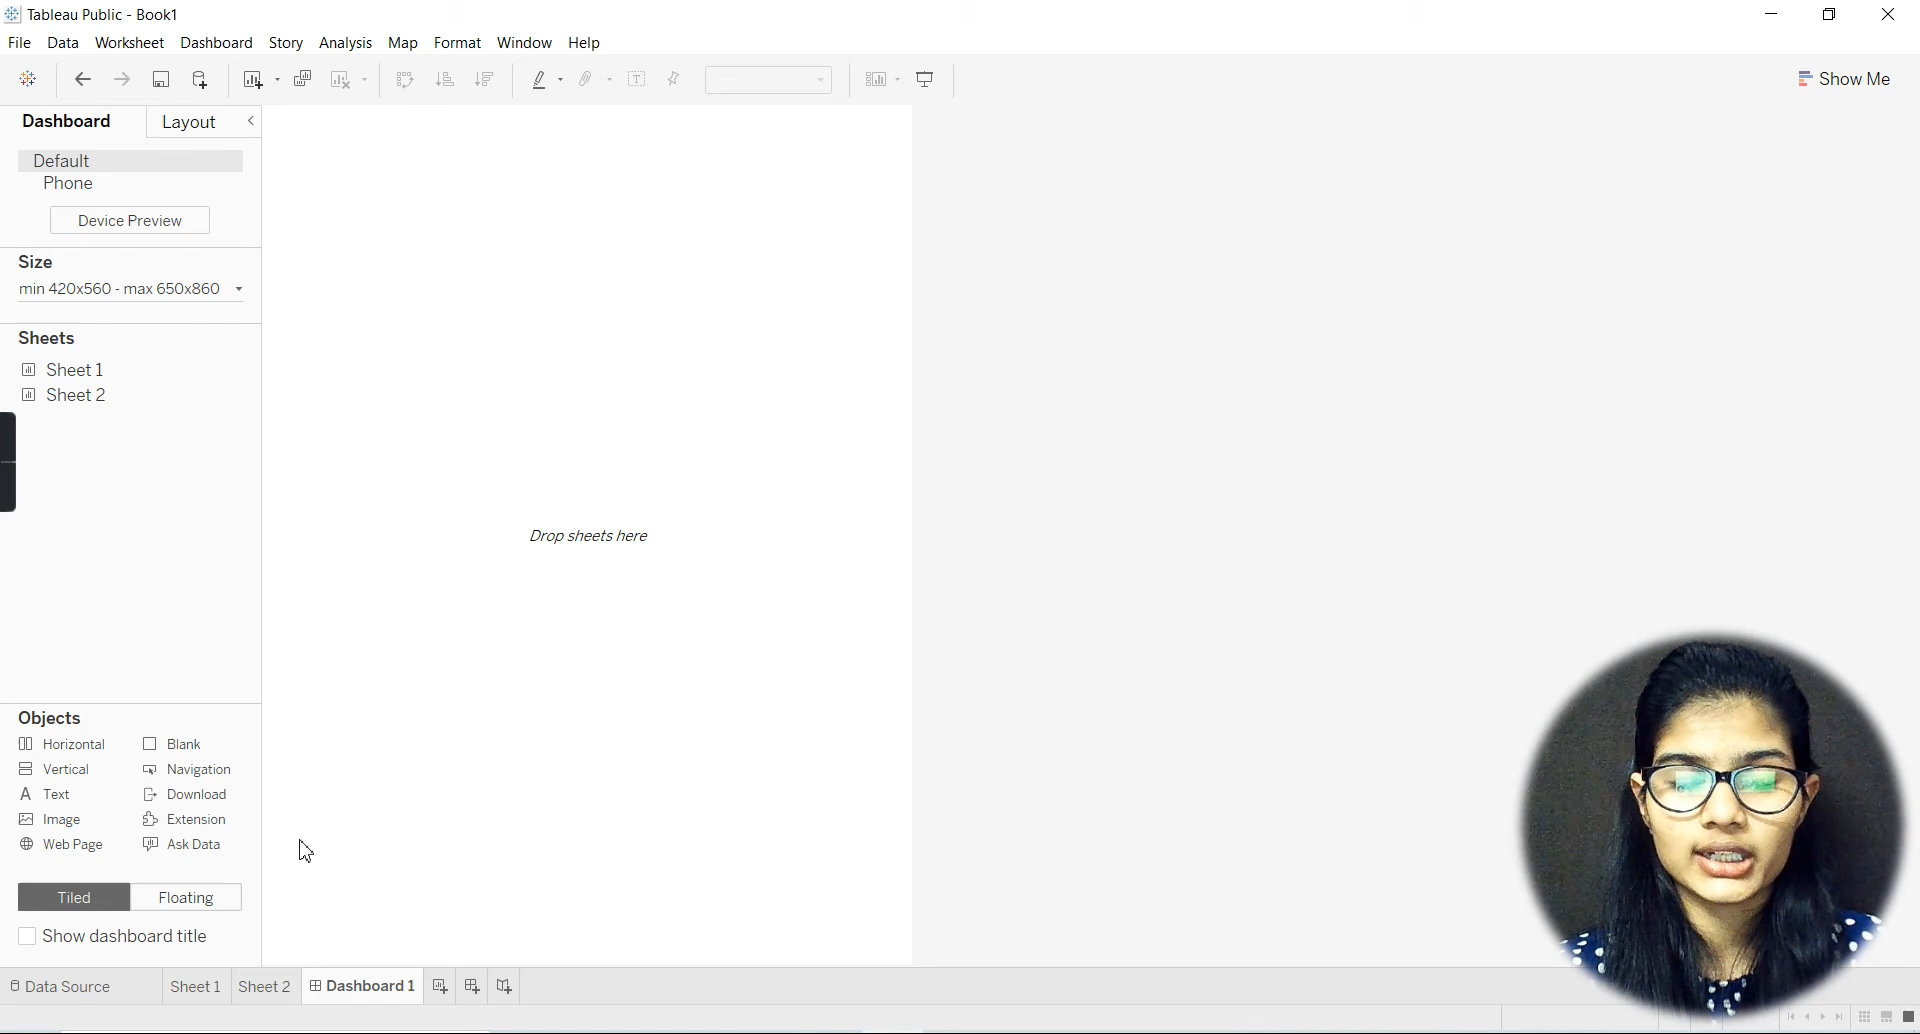 Tableau Public - Book1
File Data Worksheet Dashboard Story Analysis Map Format Window Help
Show Me
Dashboard Layout
Default
Phone
Device Preview
Size
min 420x560 - max 650x860
Sheets
Sheet 1
Sheet 2
Drop sheets here
Objects
Horizontal Blank
Vertical Navigation
A Text Download
Image Extension
Web Page Ask Data
Tiled Floating
Show dashboard title
Data Source Sheet 1 Sheet 2 Dashboard 1